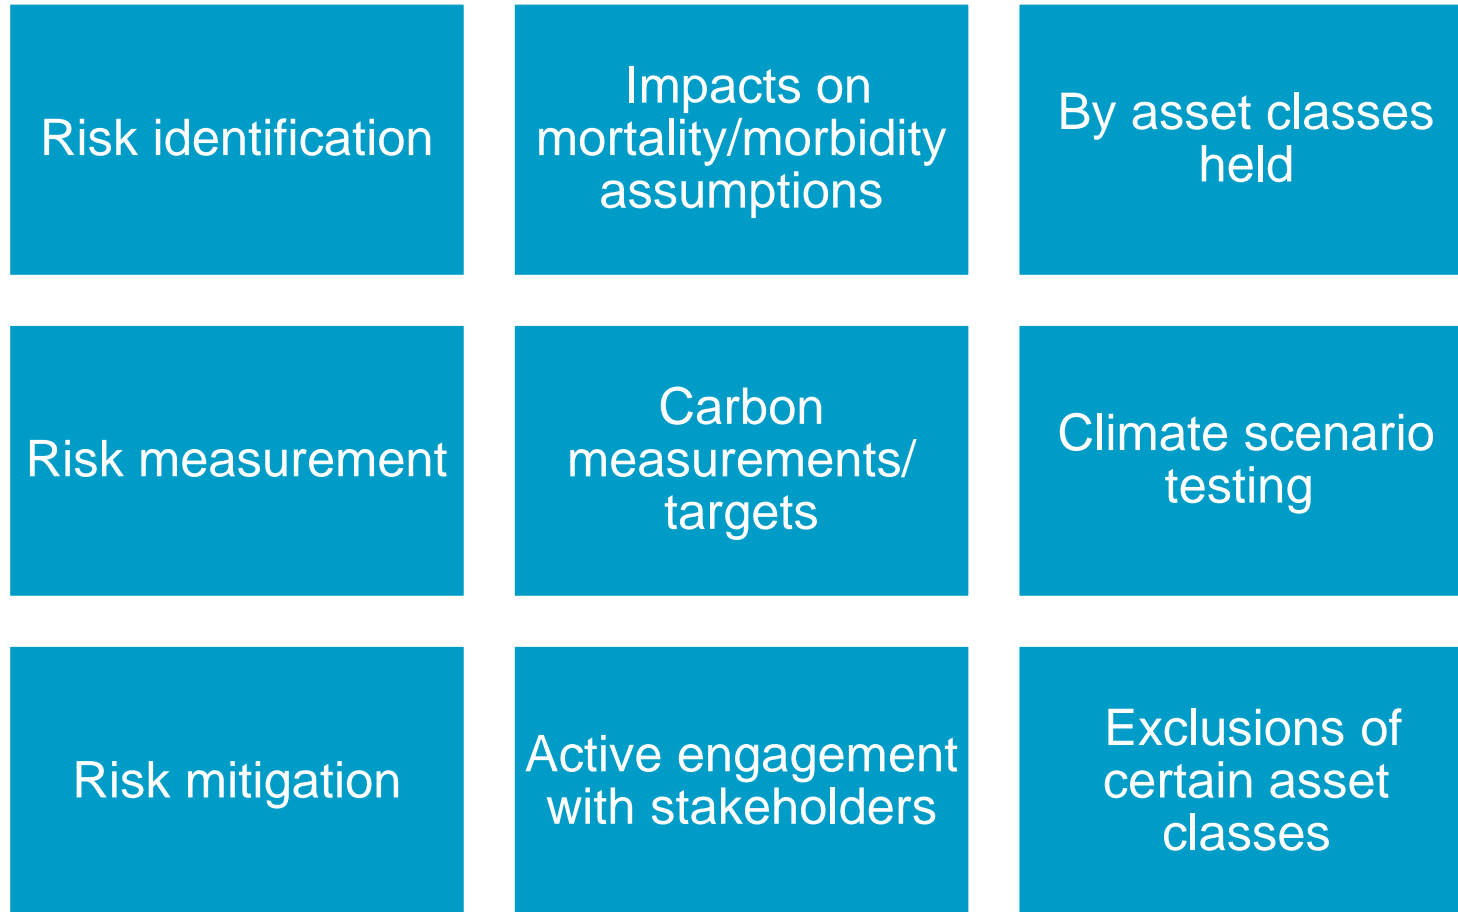 Risk identification
Impacts on
mortality/morbidity
assumptions
By asset classes
held
Risk measurement
Carbon
measurements/
targets
Climate scenario
testing
Risk mitigation
Active engagement
with stakeholders
Exclusions of
certain asset
classes